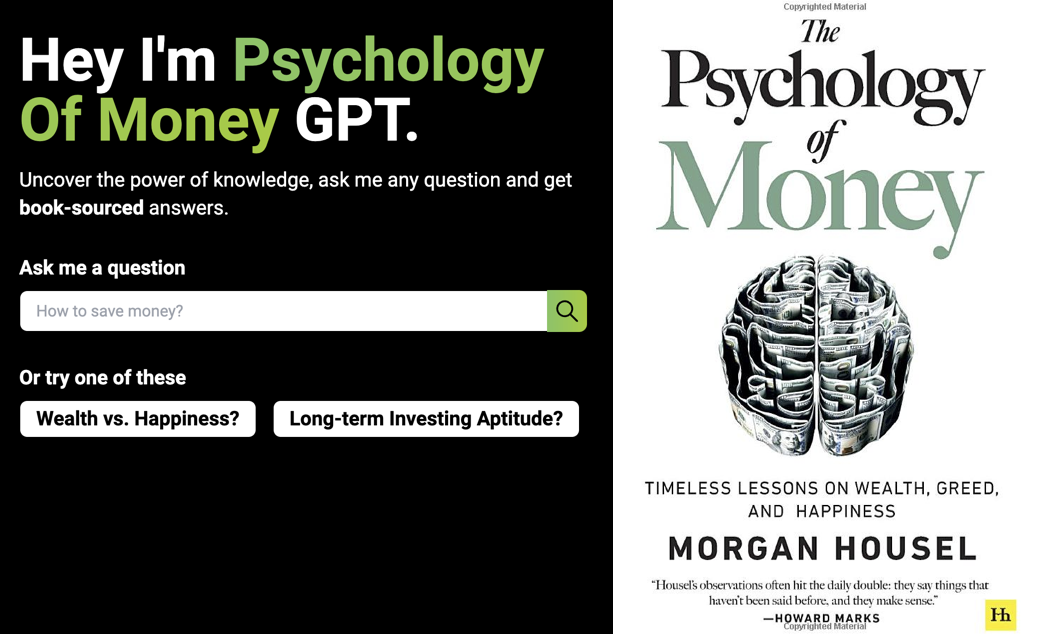 Hey I'm Psychology
Of Money GPT.
Uncover the power of knowledge, ask me any question and get
book-sourced answers.
Ask me a question
How to save money?
Or try one of these
Wealth vs. Happiness?
Long-term Investing Aptitude?
Copyrighted Material
The
Psychology
of
Money
TIMELESS LESSONS ON WEALTH, GREED,
AND HAPPINESS
MORGAN HOUSEL
“Housel's observations often hit the daily double: they say things that
haven't been said before, and they make sense.”
—HOWARD MARKS
Copyrighted Material
Hh